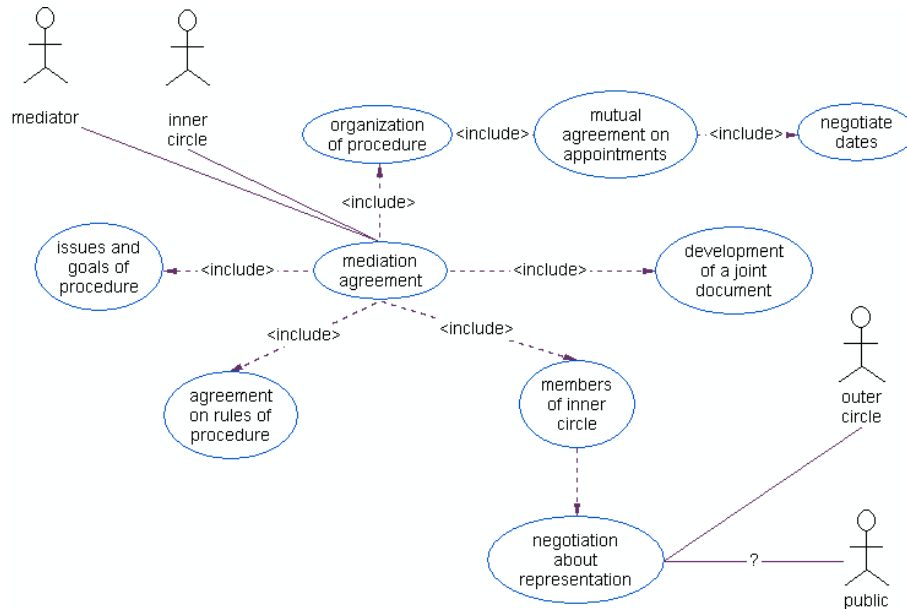 mediator
inner
circle
organization
of procedure
<include>
mutual
agreement on
appointments
<include>
negotiate
dates
<include>
issues and
goals of
procedure
<include>
mediation
agreement
<include>
development
of a joint
document
<include>
<include>
agreement
on rules of
procedure
members
of inner
circle
outer
circle
negotiation
about
representation
?
public